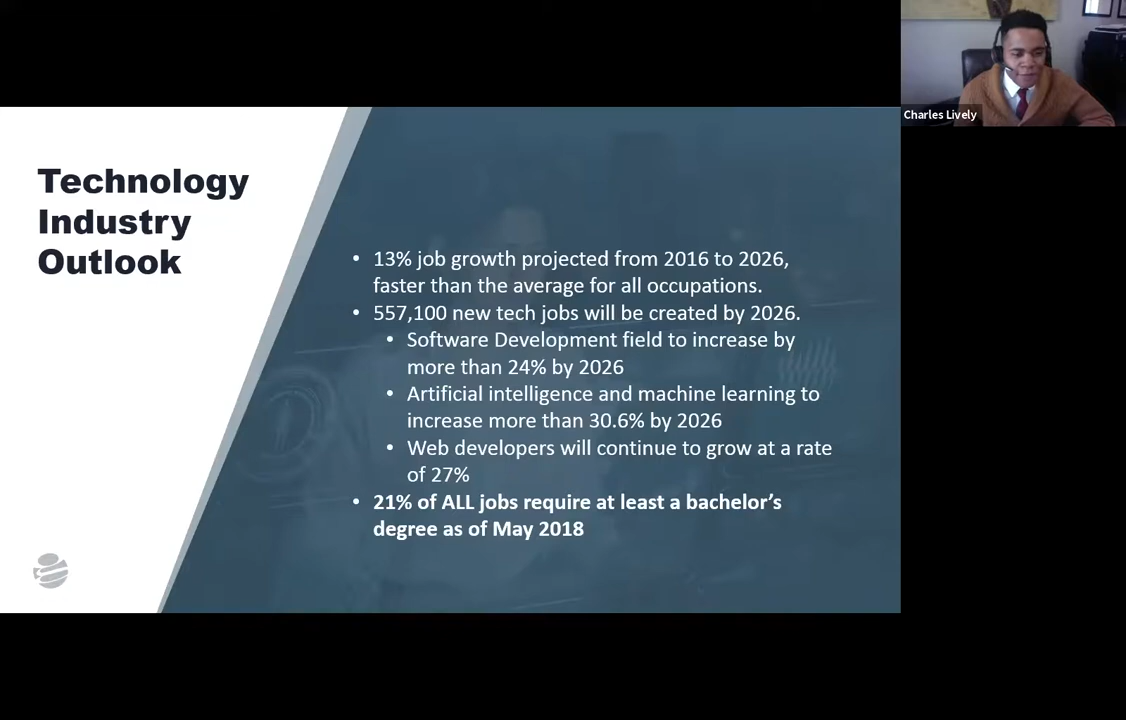 Charles Lively
Technology
Industry
Outlook
• 13% job growth projected from 2016 to 2026,
faster than the average for all occupations.
• 557,100 new tech jobs will be created by 2026.
• Software Development field to increase by
more than 24% by 2026
• Artificial intelligence and machine learning to
increase more than 30.6% by 2026
• Web developers will continue to grow at a rate
of 27%
• 21% of ALL jobs require at least a bachelor’s
degree as of May 2018